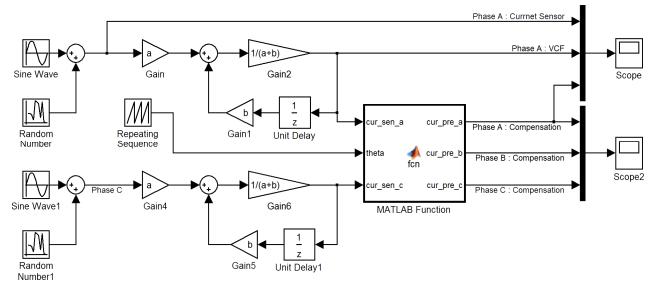 Phase A : Currnet Sensor
Sine Wave
a
Gain
1/(a+b)
Gain2
Phase A : VCF
Scope
Random
Number
Repeating
Sequence
b
Gain1
1
z
Unit Delay
cur_sen_a
cur_pre_a
Phase A : Compensation
theta
fcn
cur_pre_b
Phase B : Compensation
cur_sen_c
cur_pre_c
Phase C : Compensation
MATLAB Function
Scope2
Sine Wave1
Phase C
a
Gain4
1/(a+b)
Gain6
Random
Number1
b
Gain5
1
z
Unit Delay1